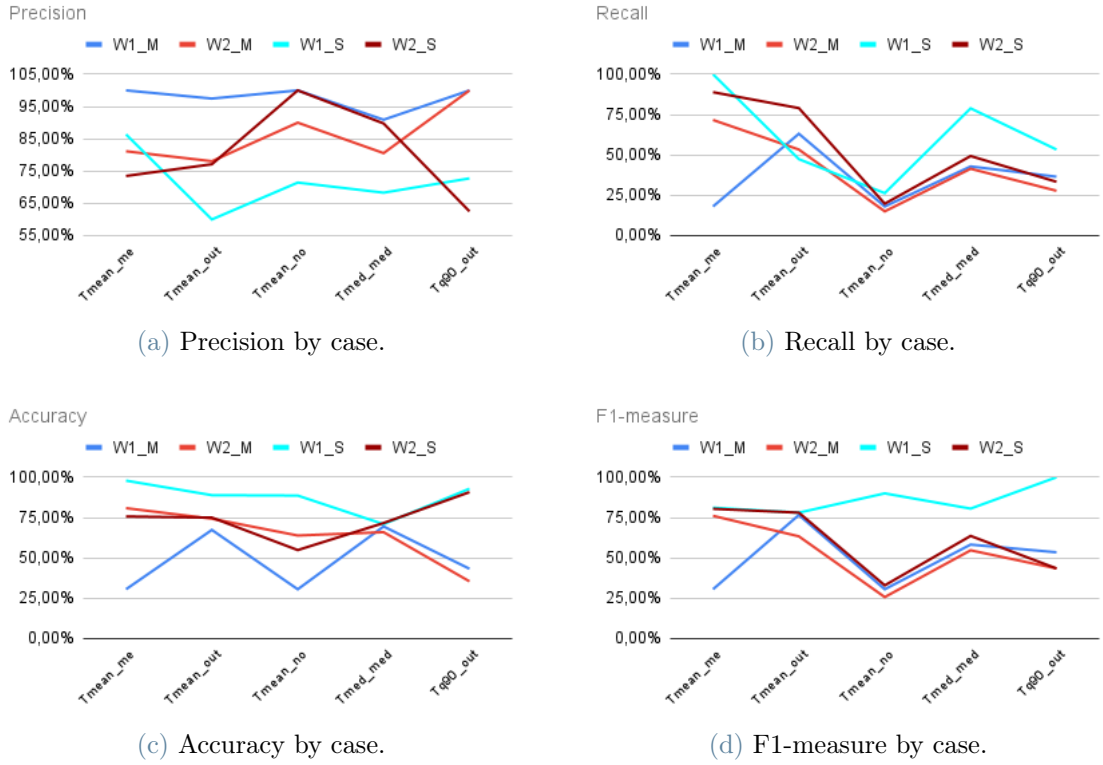 Precision
W1_M W2_M W1_S W2_S
105,00%
95,00%
85,00%
75,00%
65,00%
55,00%
Tmean_me
Tmean_out
Tmean_no
Tmed_med
Tq90_out
(a) Precision by case.
Recall
W1_M W2_M W1_S W2_S
100,00%
75,00%
50,00%
25,00%
0,00%
Tmean_me
Tmean_out
Tmean_no
Tmed_med
Tq90_out
(b) Recall by case.
Accuracy
W1_M W2_M W1_S W2_S
100,00%
75,00%
50,00%
25,00%
0,00%
Tmean_me
Tmean_out
Tmean_no
Tmed_med
Tq90_out
(c) Accuracy by case.
F1-measure
W1_M W2_M W1_S W2_S
100,00%
75,00%
50,00%
25,00%
0,00%
Tmean_me
Tmean_out
Tmean_no
Tmed_med
Tq90_out
(d) F1-measure by case.